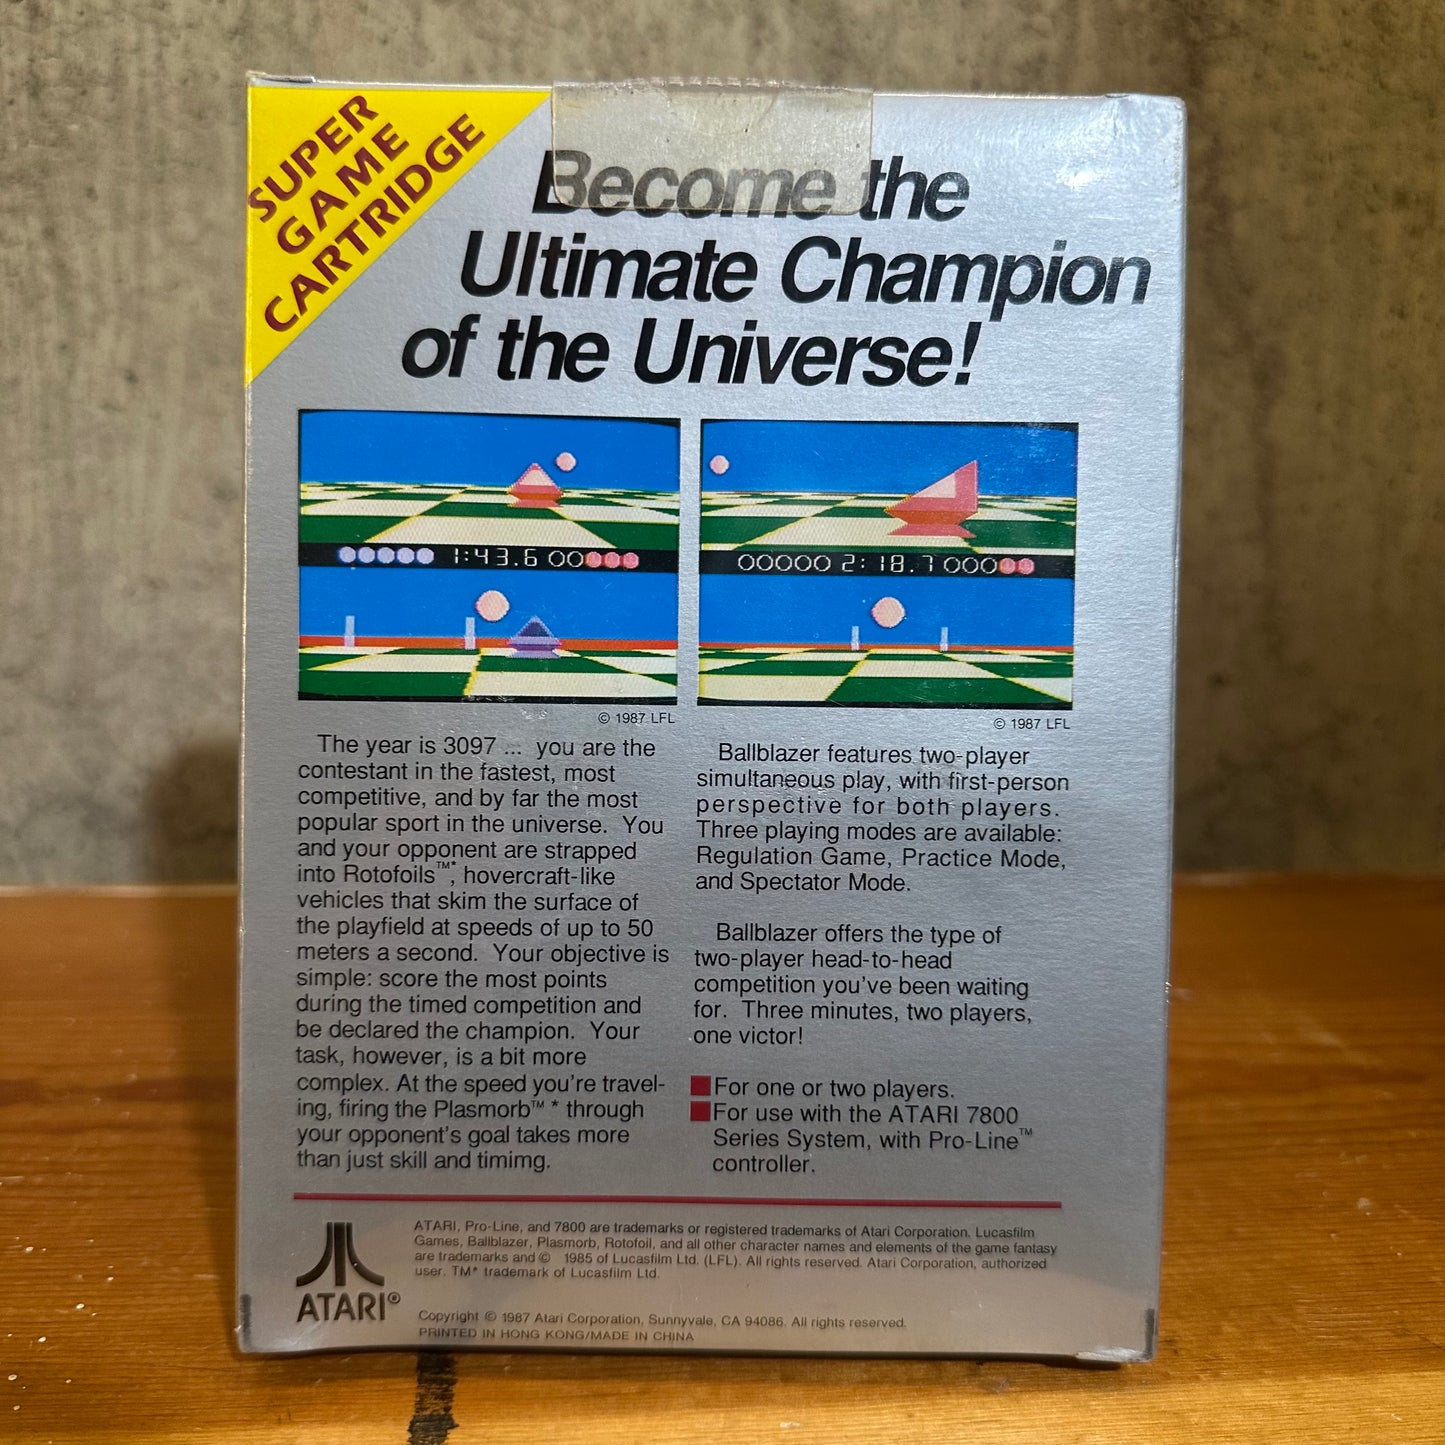 SUPER
GAME
CARTRIDGE
Become the
Ultimate Champion
of the Universe!
1:43.6 00
00000 2:18.7 000
© 1987 LFL
© 1987 LFL
The year is 3097 ... you are the
contestant in the fastest, most
competitive, and by far the most
popular sport in the universe. You
and your opponent are strapped
into Rotofoils™*, hovercraft-like
vehicles that skim the surface of
the playfield at speeds of up to 50
meters a second. Your objective is
simple: score the most points
during the timed competition and
be declared the champion. Your
task, however, is a bit more
complex. At the speed you're travel-
ing, firing the Plasmorb™ * through
your opponent's goal takes more
than just skill and timimg.
Ballblazer features two-player
simultaneous play, with first-person
perspective for both players.
Three playing modes are available:
Regulation Game, Practice Mode,
and Spectator Mode.
Ballblazer offers the type of
two-player head-to-head
competition you've been waiting
for. Three minutes, two players,
one victor!
For one or two players.
For use with the ATARI 7800
Series System, with Pro-Line™
controller.
ATARI®
ATARI, Pro-Line, and 7800 are trademarks or registered trademarks of Atari Corporation. Lucasfilm
Games, Ballblazer, Plasmorb, Rotofoil, and all other character names and elements of the game fantasy
are trademarks and © 1985 of Lucasfilm Ltd. (LFL). All rights reserved. Atari Corporation, authorized
user. TM* trademark of Lucasfilm Ltd.
Copyright © 1987 Atari Corporation, Sunnyvale, CA 94086. All rights reserved.
PRINTED IN HONG KONG/MADE IN CHINA